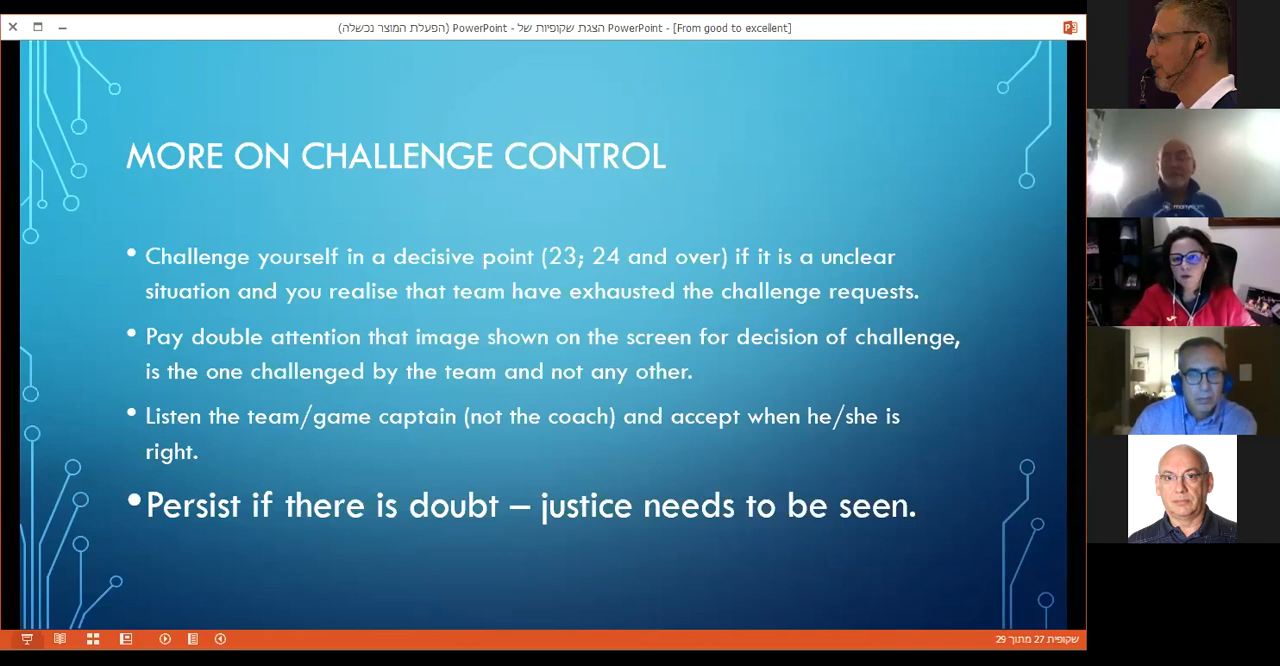 [From good to excellent] - PowerPoint הצגת שקופיות של - PowerPoint (הפעלת המוצר נכשלה)
MORE ON CHALLENGE CONTROL
• Challenge yourself in a decisive point (23; 24 and over) if it is a unclear
situation and you realise that team have exhausted the challenge requests.
• Pay double attention that image shown on the screen for decision of challenge,
is the one challenged by the team and not any other.
• Listen the team/game captain (not the coach) and accept when he/she is
right.
• Persist if there is doubt – justice needs to be seen.
שקופית 27 מתוך 29